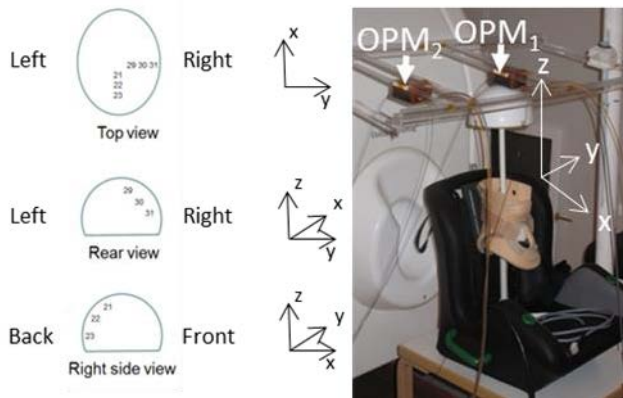 Left
29 30 31
21
22
23
Right
x
y
Top view
Left
29
30
31
Right
z
x
y
Rear view
Back
21
22
23
Front
z
y
x
Right side view
x
OPM2
OPM1
z
y
x